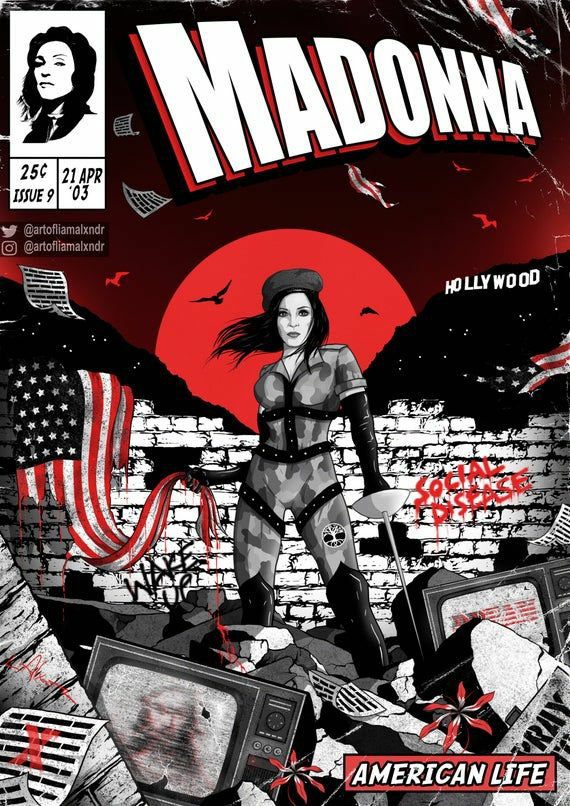 MADONNA
25¢
ISSUE 9
21 APR
'03
@artofliamalxndr
@artofliamalxndr
HOLLYWOOD
SOCIAL
DISEASE
WAKE
UP
X
AMERICAN LIFE